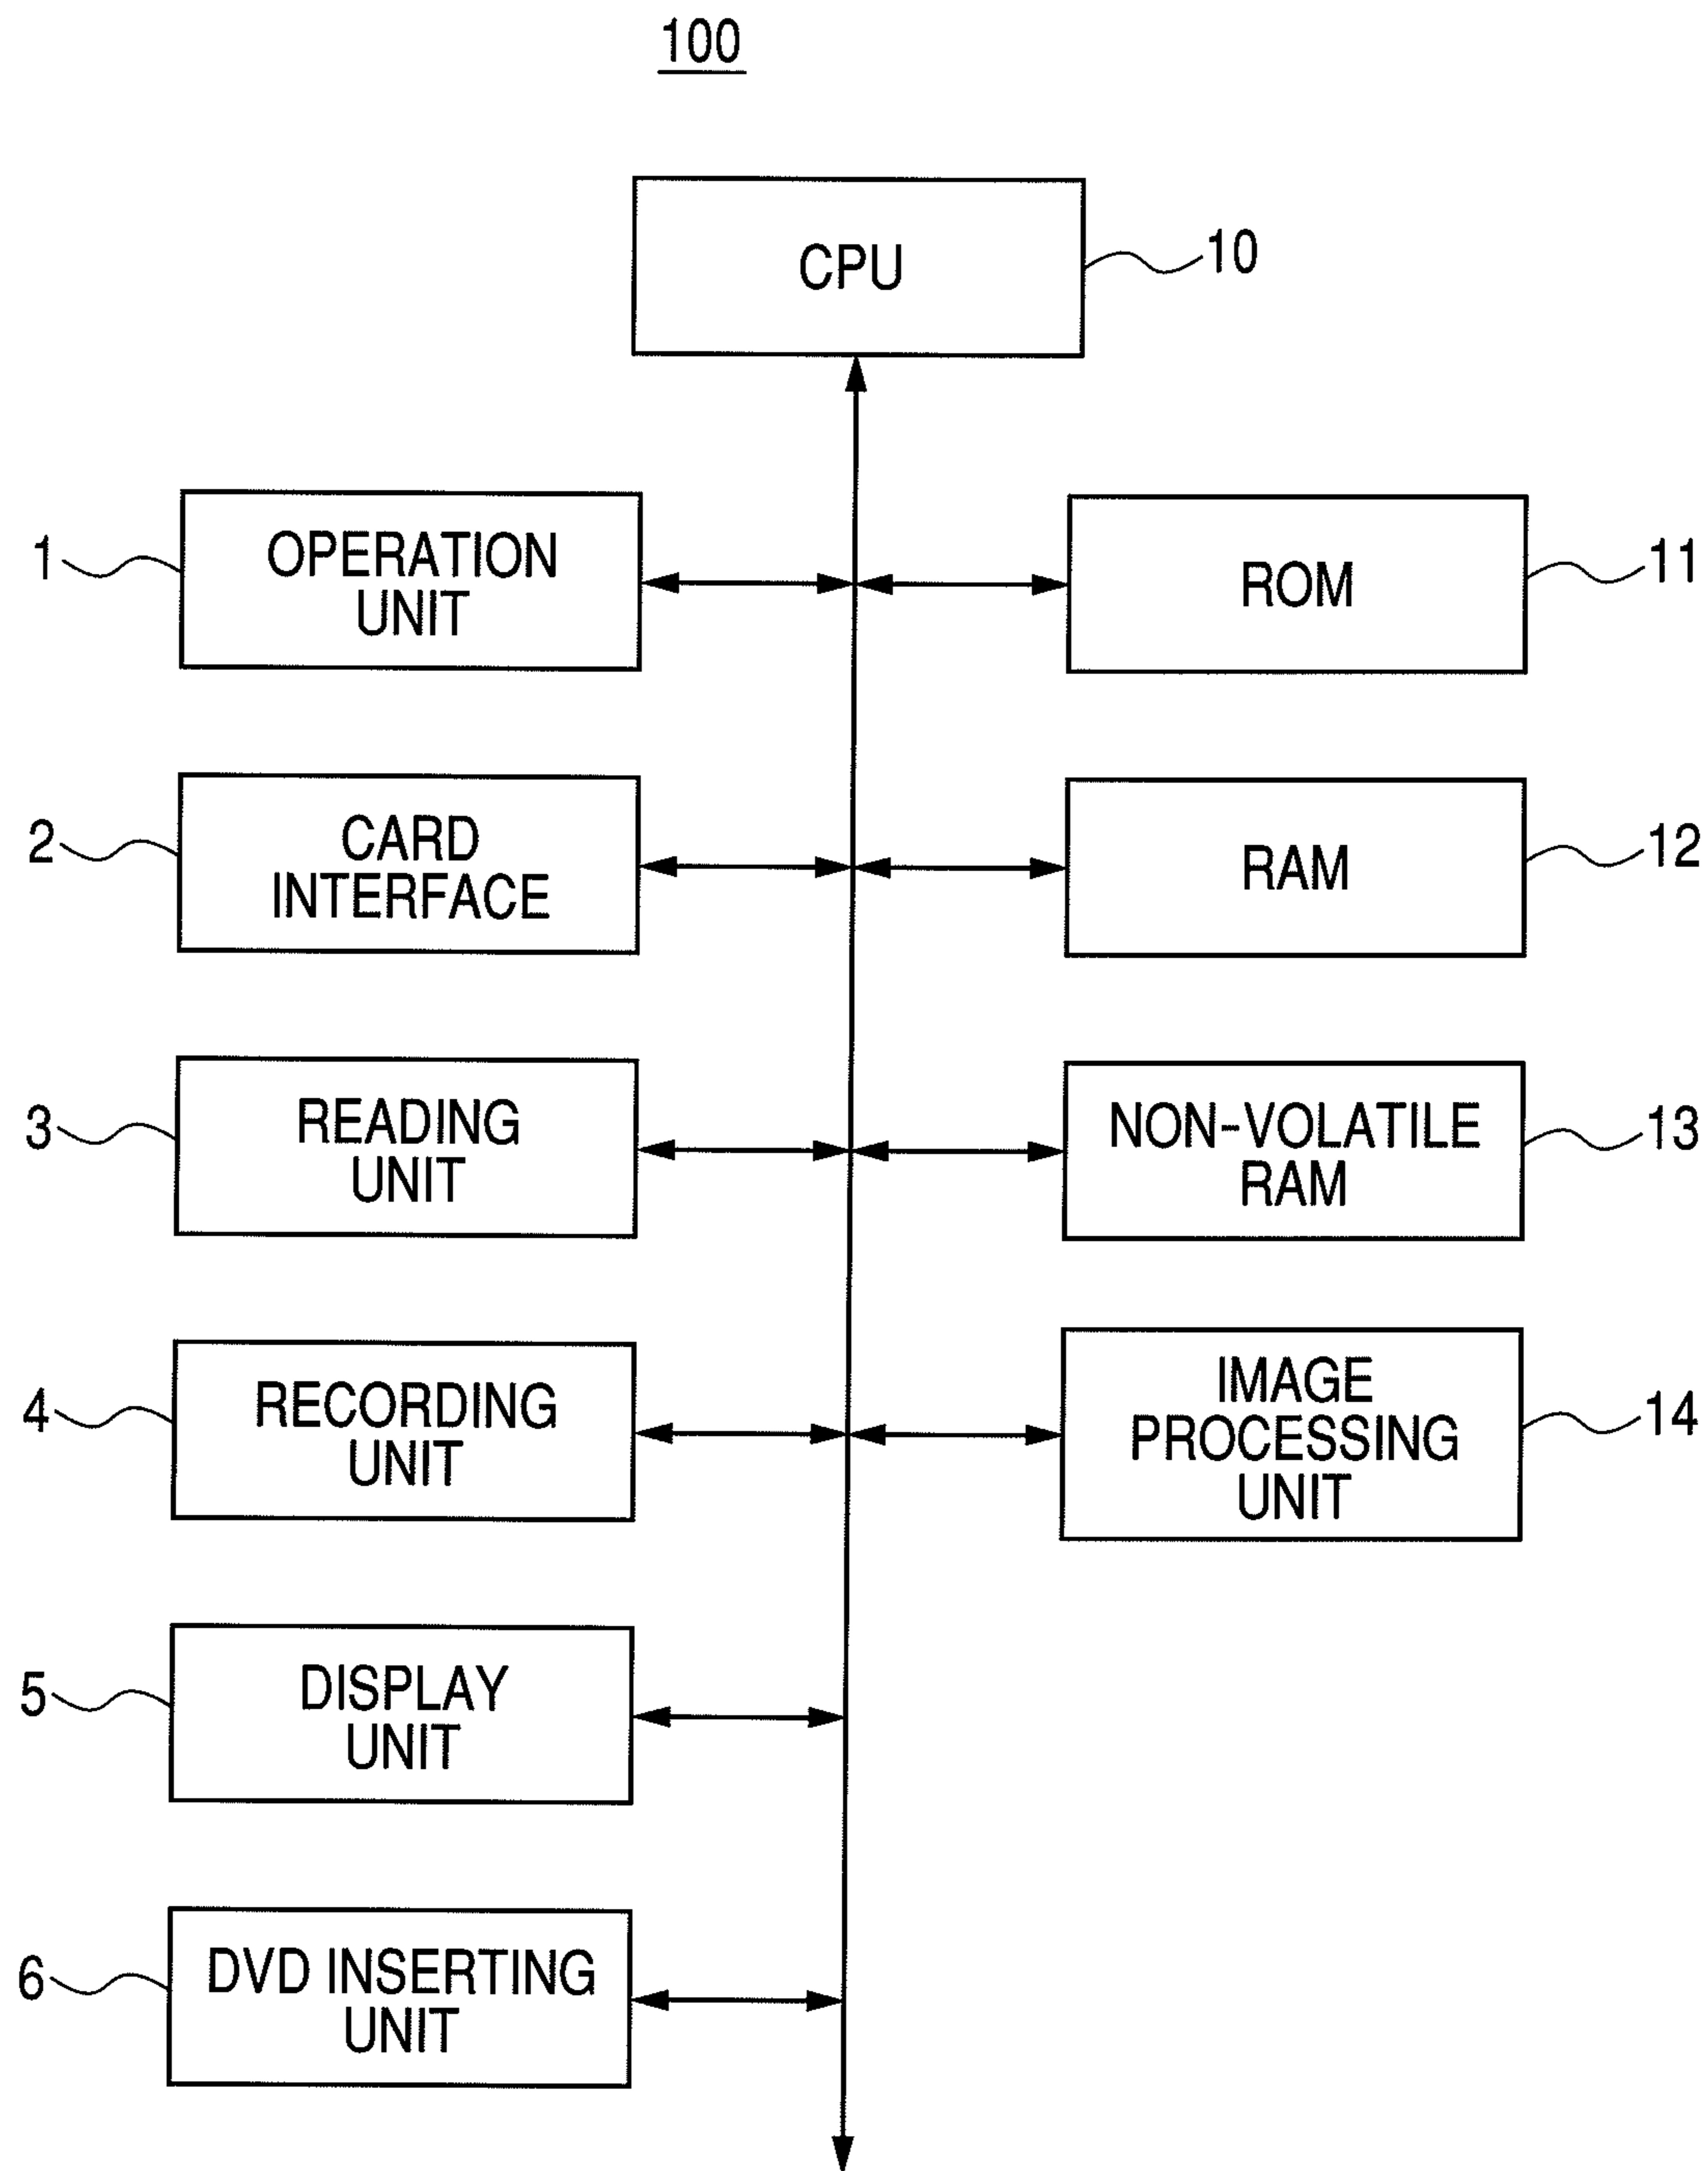 100
CPU
10
1
OPERATION
UNIT
ROM
11
2
CARD
INTERFACE
RAM
12
3
READING
UNIT
NON-VOLATILE
RAM
13
4
RECORDING
UNIT
IMAGE
PROCESSING
UNIT
14
5
DISPLAY
UNIT
6
DVD INSERTING
UNIT